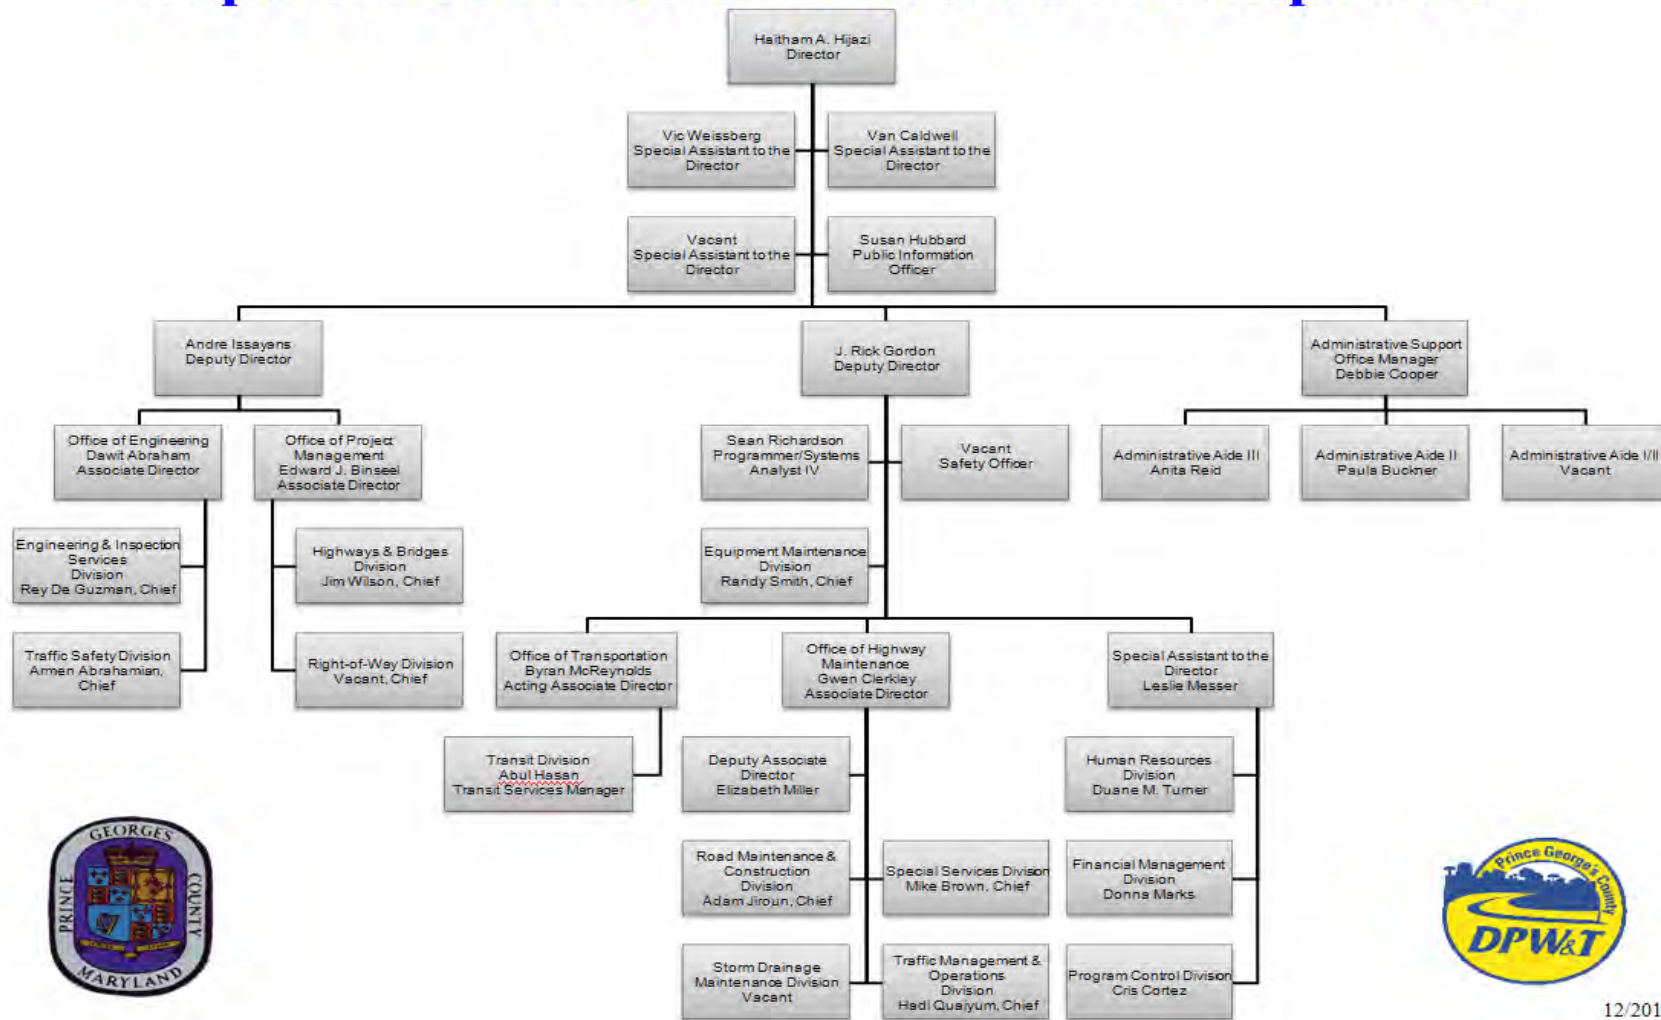 Haitham A. Hijazi
Director
Vic Weissberg
Special Assistant to the
Director
Van Caldwell
Special Assistant to the
Director
Vacant
Special Assistant to the
Director
Susan Hubbard
Public Information
Officer
Andre Issayans
Deputy Director
J. Rick Gordon
Deputy Director
Administrative Support
Office Manager
Debbie Cooper
Office of Engineering
Dawit Abraham
Associate Director
Office of Project
Management
Edward J. Binseel
Associate Director
Sean Richardson
Programmer/Systems
Analyst IV
Vacant
Safety Officer
Administrative Aide III
Anita Reid
Administrative Aide II
Paula Buckner
Administrative Aide I/II
Vacant
Engineering & Inspection
Services
Division
Rey De Guzman, Chief
Highways & Bridges
Division
Jim Wilson, Chief
Equipment Maintenance
Division
Randy Smith, Chief
Traffic Safety Division
Armen Abrahamian,
Chief
Right-of-Way Division
Vacant, Chief
Office of Transportation
Byran McReynolds
Acting Associate Director
Office of Highway
Maintenance
Gwen Clerkley
Associate Director
Special Assistant to the
Director
Leslie Messer
Transit Division
Abul Hasan
Transit Services Manager
Deputy Associate
Director
Elizabeth Miller
Human Resources
Division
Duane M. Turner
Road Maintenance &
Construction
Division
Adam Jiroun, Chief
Special Services Division
Mike Brown, Chief
Financial Management
Division
Donna Marks
Storm Drainage
Maintenance Division
Vacant
Traffic Management &
Operations
Division
Hadi Quaiyum, Chief
Program Control Division
Cris Cortez
PRINCE GEORGES COUNTY
MARYLAND
Prince George's County
DPW&T
12/201